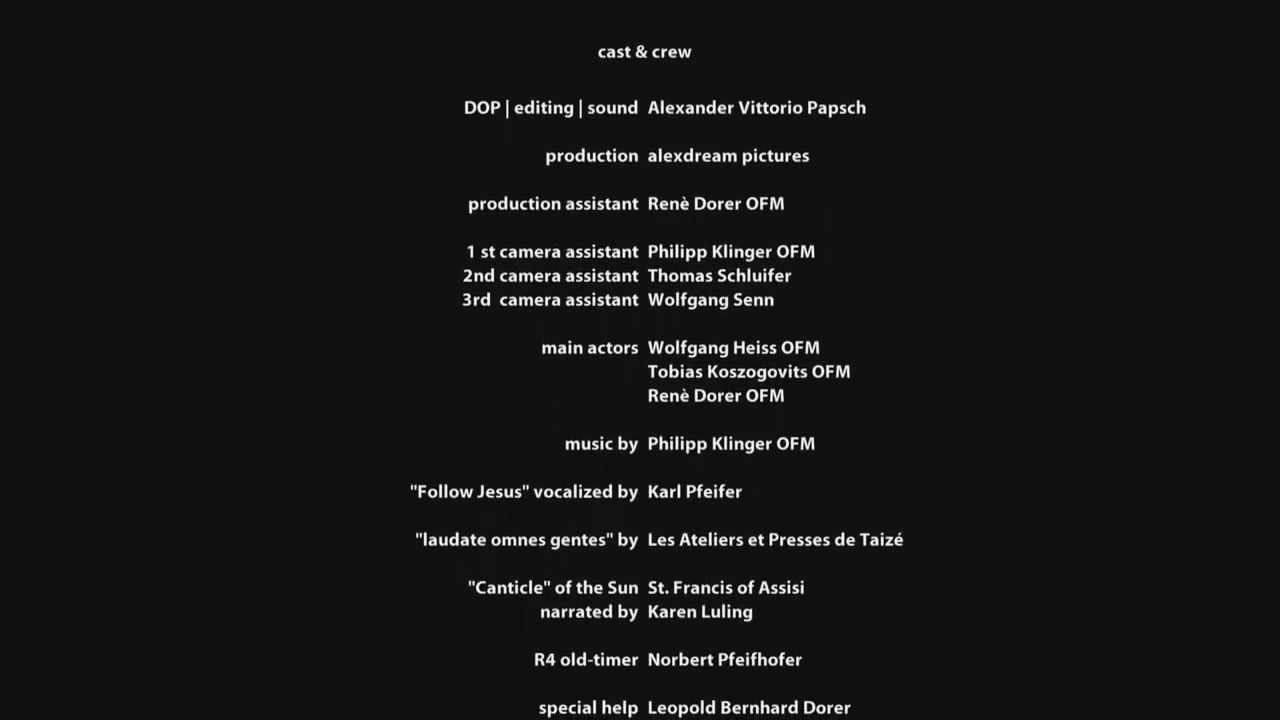 cast & crew
DOP | editing | sound Alexander Vittorio Papsch
production alexdream pictures
production assistant Renè Dorer OFM
1 st camera assistant Philipp Klinger OFM
2nd camera assistant Thomas Schluifer
3rd camera assistant Wolfgang Senn
main actors Wolfgang Heiss OFM
Tobias Koszogovits OFM
Renè Dorer OFM
music by Philipp Klinger OFM
"Follow Jesus" vocalized by Karl Pfeifer
"laudate omnes gentes" by Les Ateliers et Presses de Taizé
"Canticle" of the Sun St. Francis of Assisi
narrated by Karen Luling
R4 old-timer Norbert Pfeifhofer
special help Leopold Bernhard Dorer